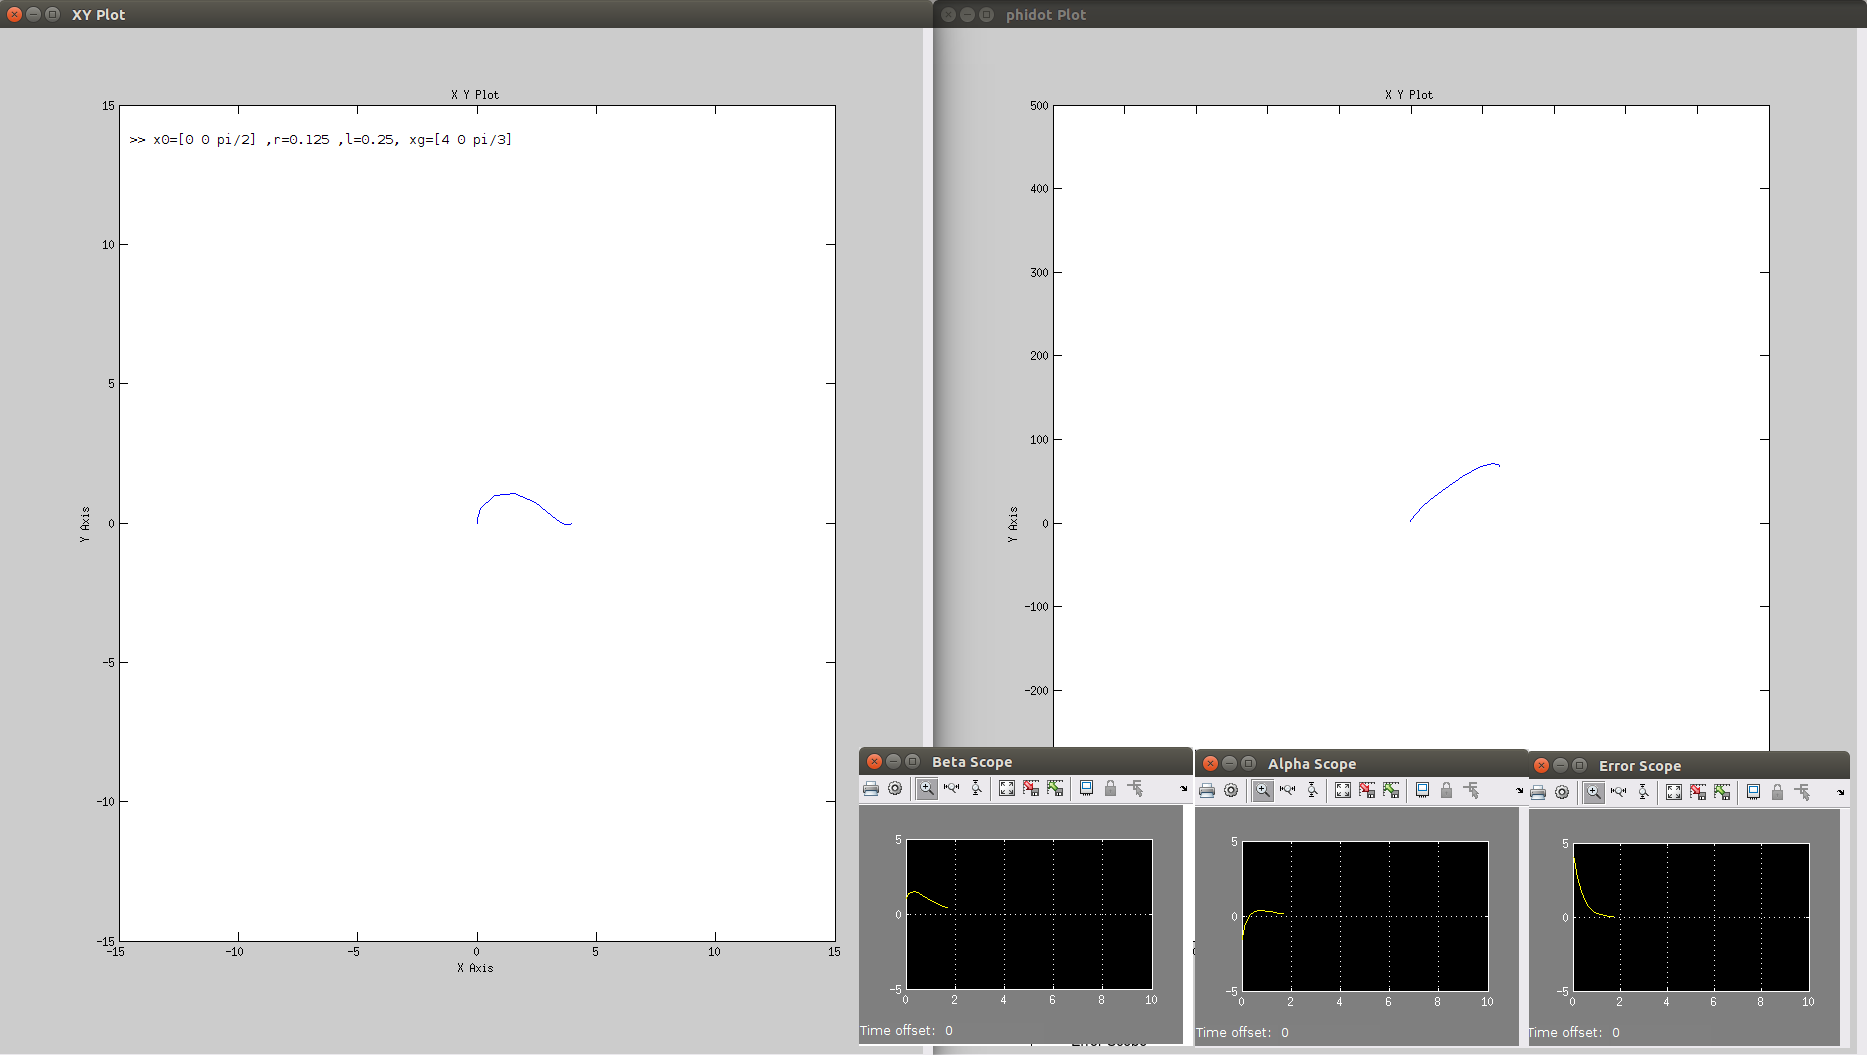 XY Plot
X Y Plot
>> x0=[0 0 pi/2] ,r=0.125 ,l=0.25, xg=[4 0 pi/3]
15
10
5
0
-5
-10
-15
Y Axis
-15 -10 -5 0 5 10 15
X Axis
phidot Plot
X Y Plot
500
400
300
200
100
0
-100
-200
Y Axis
Beta Scope
5
0
-5
0 2 4 6 8 10
Time offset: 0
Alpha Scope
5
0
-5
0 2 4 6 8 10
Time offset: 0
Error Scope
5
0
-5
0 2 4 6 8 10
Time offset: 0